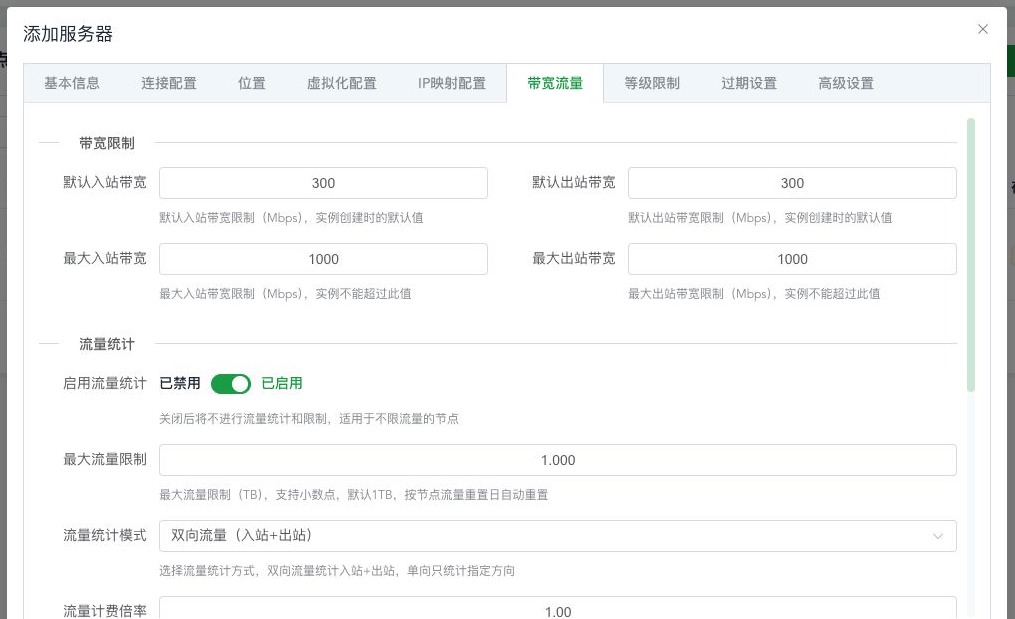 添加服务器
基本信息 连接配置 位置 虚拟化配置 IP映射配置 带宽流量 等级限制 过期设置 高级设置
带宽限制
默认入站带宽 300 默认出站带宽 300
默认入站带宽限制（Mbps），实例创建时的默认值 默认出站带宽限制（Mbps），实例创建时的默认值
最大入站带宽 1000 最大出站带宽 1000
最大入站带宽限制（Mbps），实例不能超过此值 最大出站带宽限制（Mbps），实例不能超过此值
流量统计
启用流量统计 已禁用 已启用
关闭后将不进行流量统计和限制，适用于不限流量的节点
最大流量限制 1.000
最大流量限制（TB），支持小数点，默认1TB，按节点流量重置日自动重置
流量统计模式 双向流量（入站+出站）
选择流量统计方式，双向流量统计入站+出站，单向只统计指定方向
流量计费倍率 1.00